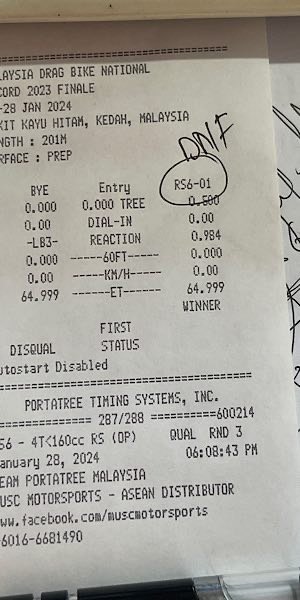 LAYSIA DRAG BIKE NATIONAL
CORD 2023 FINALE
-28 JAN 2024
KIT KAYU HITAM, KEDAH, MALAYSIA
NGTH : 201M
RFACE : PREP
DNF
BYE Entry RS6-01
0.000 0.000 TREE 0.500
0.00 DIAL-IN 0.00
-LB3- REACTION 0.984
0.000 ------60FT----- 0.000
0.00 -----KM/H----- 0.00
64.999 -------ET------ 64.999
WINNER
FIRST
DISQUAL STATUS
utostart Disabled
PORTATREE TIMING SYSTEMS, INC.
============== 287/288 ==========600214
S6 - 4T<160cc RS (OP) QUAL RND 3
anuary 28, 2024 06:08:43 PM
EAM PORTATREE MALAYSIA
USC MOTORSPORTS - ASEAN DISTRIBUTOR
ww.facebook.com/muscmotorsports
-6016-6681490